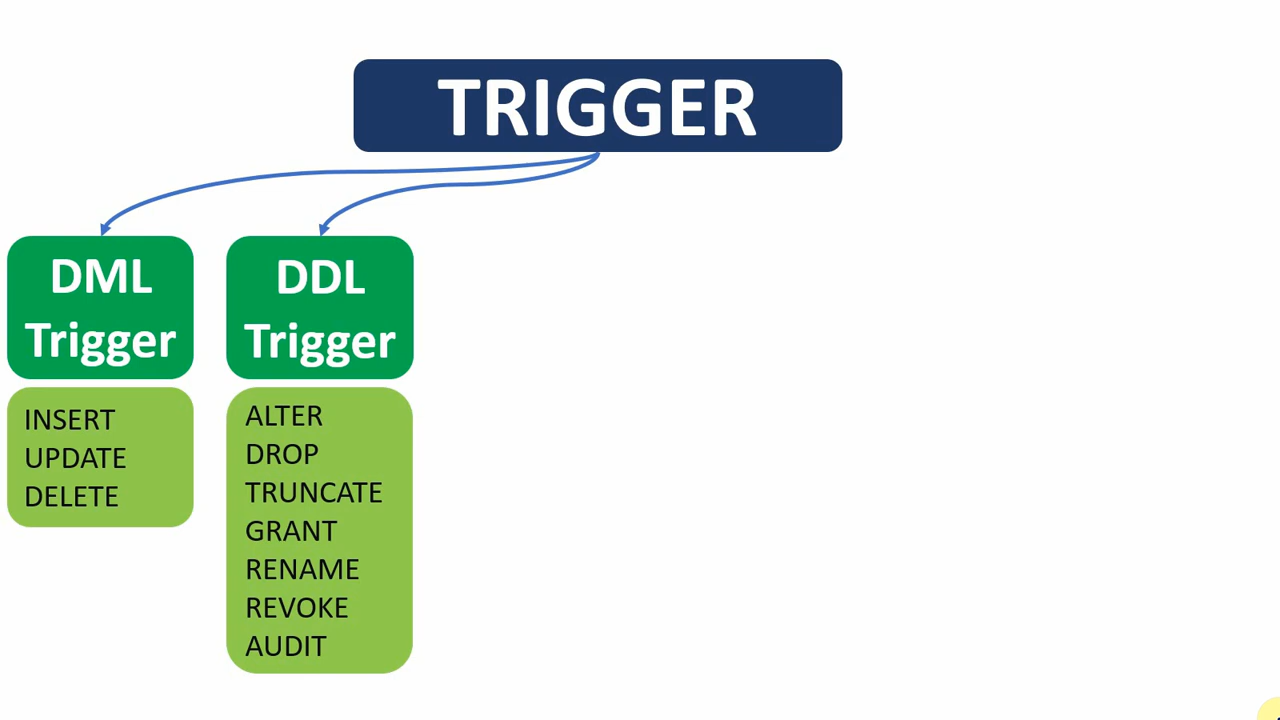 TRIGGER
DML
Trigger
INSERT
UPDATE
DELETE
DDL
Trigger
ALTER
DROP
TRUNCATE
GRANT
RENAME
REVOKE
AUDIT